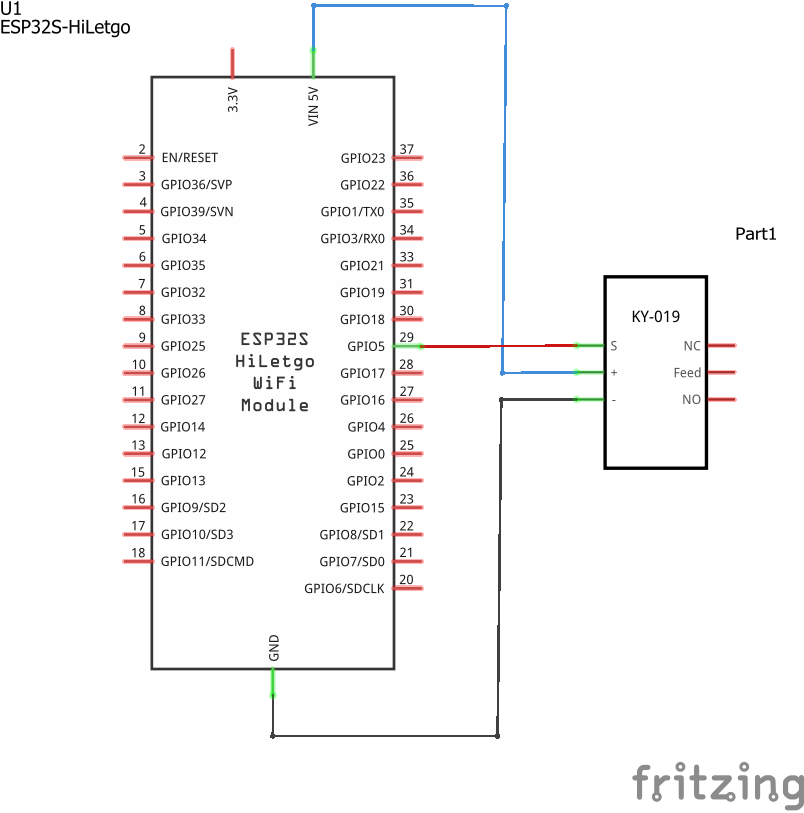 U1
ESP32S-HiLetgo
3.3V
VIN 5V
2 EN/RESET
3 GPIO36/SVP
4 GPIO39/SVN
5 GPIO34
6 GPIO35
7 GPIO32
8 GPIO33
9 GPIO25
10 GPIO26
11 GPIO27
12 GPIO14
13 GPIO12
15 GPIO13
16 GPIO9/SD2
17 GPIO10/SD3
18 GPIO11/SDCMD
ESP32S
HiLetgo
WiFi
Module
GPIO23 37
GPIO22 36
GPIO1/TX0 35
GPIO3/RX0 34
GPIO21 33
GPIO19 31
GPIO18 30
GPIO5 29
GPIO17 28
GPIO16 27
GPIO4 26
GPIO0 25
GPIO2 24
GPIO15 23
GPIO8/SD1 22
GPIO7/SD0 21
GPIO6/SDCLK 20
GND
Part1
KY-019
S NC
+ Feed
- NO
fritzing